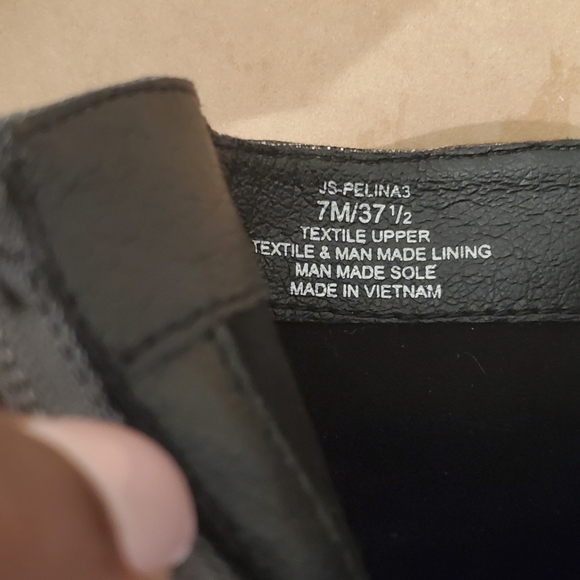 JS-PELINA3
7M/37 1/2
TEXTILE UPPER
TEXTILE & MAN MADE LINING
MAN MADE SOLE
MADE IN VIETNAM